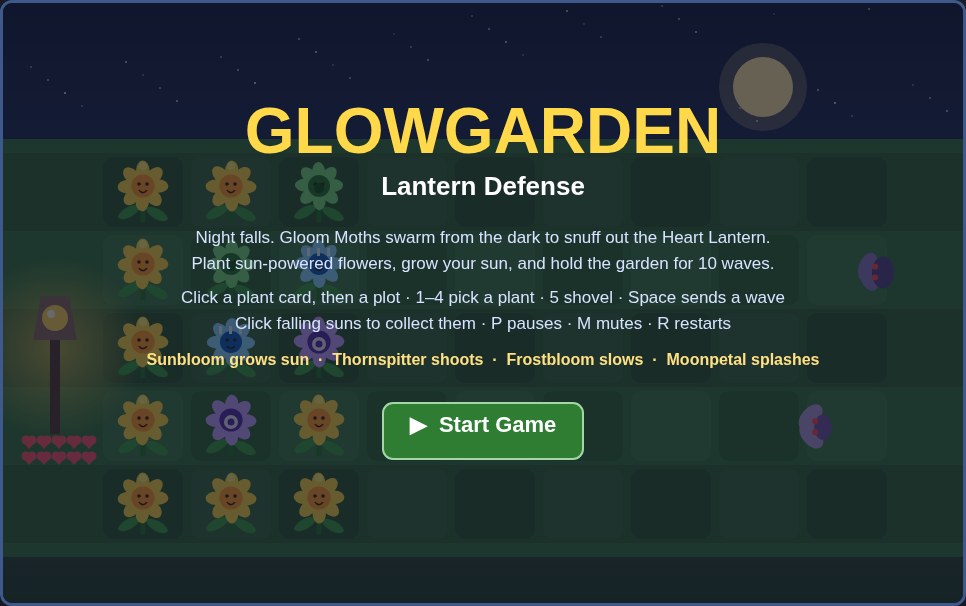 GLOWGARDEN
Lantern Defense
Night falls. Gloom Moths swarm from the dark to snuff out the Heart Lantern.
Plant sun-powered flowers, grow your sun, and hold the garden for 10 waves.
Click a plant card, then a plot · 1–4 pick a plant · 5 shovel · Space sends a wave
Click falling suns to collect them · P pauses · M mutes · R restarts
Sunbloom grows sun · Thornspitter shoots · Frostbloom slows · Moonpetal splashes
▶ Start Game